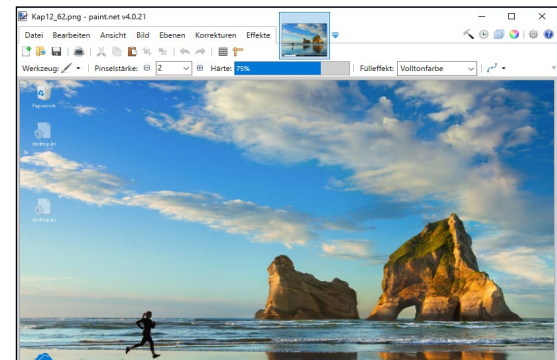 Kap12_62.png - paint.net v4.0.21
Datei Bearbeiten Ansicht Bild Ebenen Korrekturen Effekte
Werkzeug: Pinselstärke: 2 Härte: 75% Fülleffekt: Volltonfarbe
Papierkorb
desktop.ini
desktop.ini